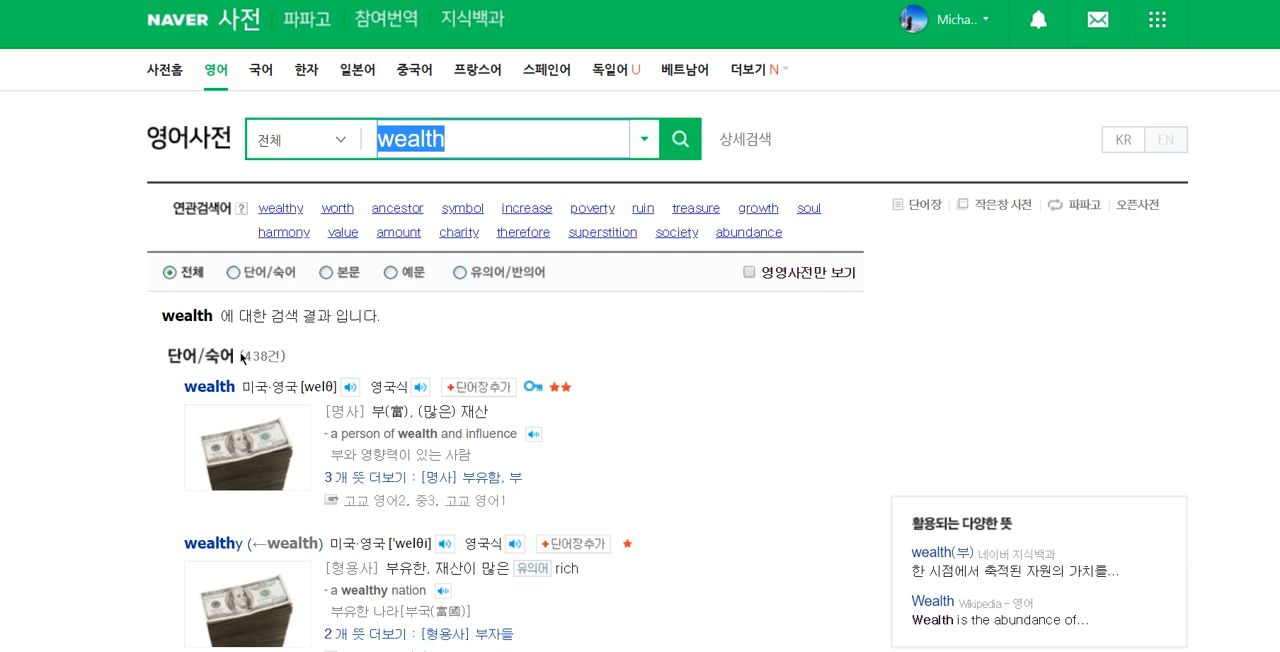 NAVER 사전 파파고 참여번역 지식백과 Micha..
사전홈 영어 국어 한자 일본어 중국어 프랑스어 스페인어 독일어 U 베트남어 더보기 N
영어사전 전체 wealth 상세검색 KR EN
연관검색어 ? wealthy worth ancestor symbol increase poverty ruin treasure growth soul
harmony value amount charity therefore superstition society abundance
단어장 작은창 사전 파파고 오픈사전
전체 단어/숙어 본문 예문 유의어/반의어 영영사전만 보기
wealth 에 대한 검색 결과 입니다.
단어/숙어 (438건)
wealth 미국·영국 [welθ] 영국식 +단어장추가 ★★
[명사] 부(富), (많은) 재산
- a person of wealth and influence
부와 영향력이 있는 사람
3 개 뜻 더보기 : [명사] 부유함, 부
고교 영어2, 중3, 고교 영어1
wealthy (←wealth) 미국·영국 ['welθi] 영국식 +단어장추가 ★
[형용사] 부유한, 재산이 많은 유의어 rich
- a wealthy nation
부유한 나라[부국(富國)]
2 개 뜻 더보기 : [형용사] 부자들
활용되는 다양한 뜻
wealth(부) 네이버 지식백과
한 시점에서 축적된 자원의 가치를...
Wealth Wikipedia - 영어
Wealth is the abundance of...